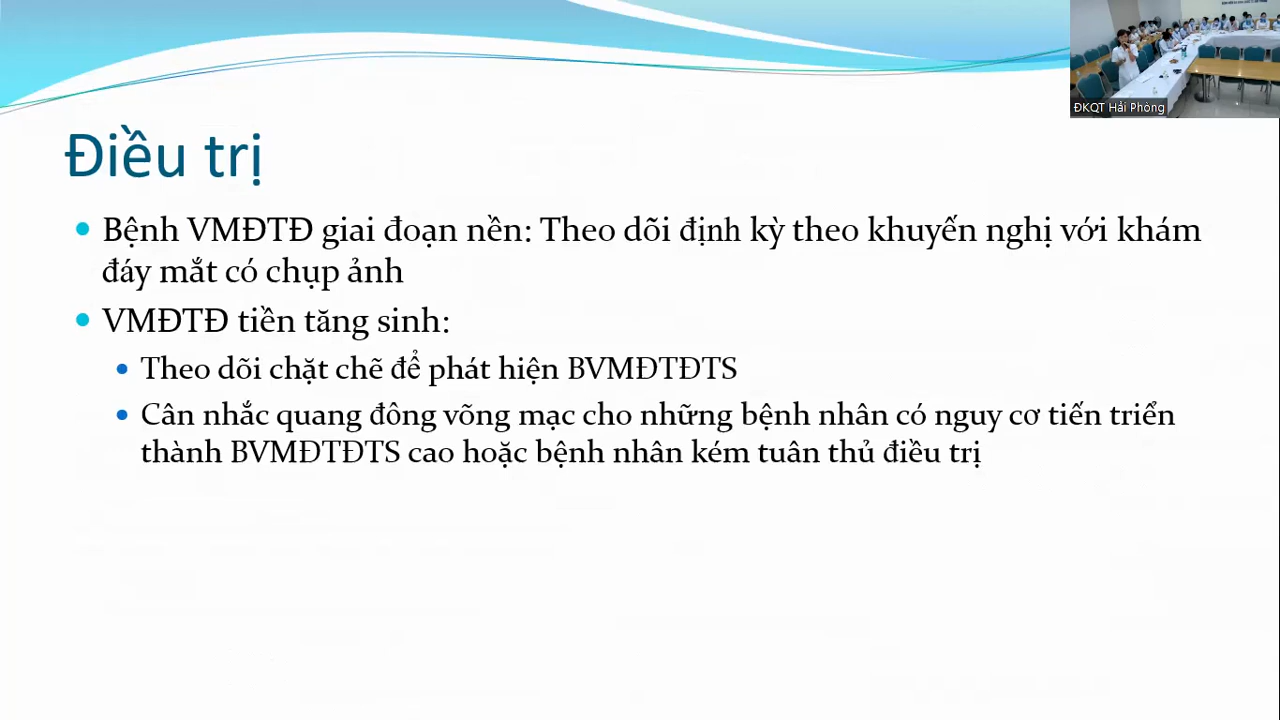 ĐKQT Hải Phòng
Điều trị
Bệnh VMĐTĐ giai đoạn nền: Theo dõi định kỳ theo khuyến nghị với khám
đáy mắt có chụp ảnh
VMĐTĐ tiền tăng sinh:
Theo dõi chặt chẽ để phát hiện BVMĐTĐTS
Cân nhắc quang đông võng mạc cho những bệnh nhân có nguy cơ tiến triển
thành BVMĐTĐTS cao hoặc bệnh nhân kém tuân thủ điều trị